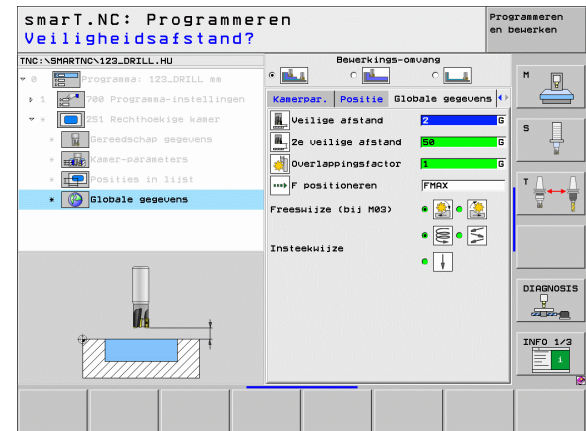 smarT.NC: Programmeren
Veiligheidsafstand?
Programmeren
en bewerken
TNC:\SMARTNC\123_DRILL.HU
0 Programma: 123_DRILL mm
1 700 Programma-instellingen
* 251 Rechthoekige kamer
* Gereedschap gegevens
* Kamer-parameters
* Posities in lijst
* Globale gegevens
Bewerkings-omvang
Kamerpar. Positie Globale gegevens
Veilige afstand 2 G
2e veilige afstand 50 G
Overlappingsfactor 1 G
F positioneren FMAX
Freeswijze (bij M03)
Insteekwijze
M
S
T
DIAGNOSIS
INFO 1/3